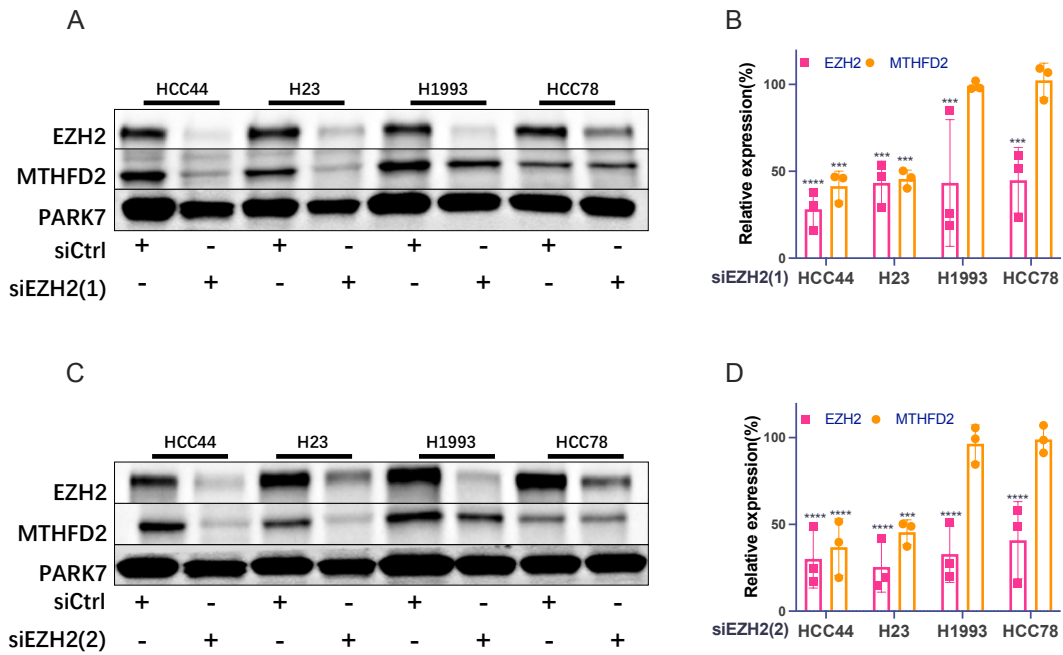 A
HCC44 H23 H1993 HCC78
EZH2
MTHFD2
PARK7
siCtrl + - + - + - + -
siEZH2(1) - + - + - + - +
B
EZH2 MTHFD2
Relative expression(%)
100
50
0
**** *** *** *** *** ***
siEZH2(1) HCC44 H23 H1993 HCC78
C
HCC44 H23 H1993 HCC78
EZH2
MTHFD2
PARK7
siCtrl + - + - + - + -
siEZH2(2) - + - + - + - +
D
EZH2 MTHFD2
Relative expression(%)
100
50
0
**** **** **** *** **** ****
siEZH2(2) HCC44 H23 H1993 HCC78